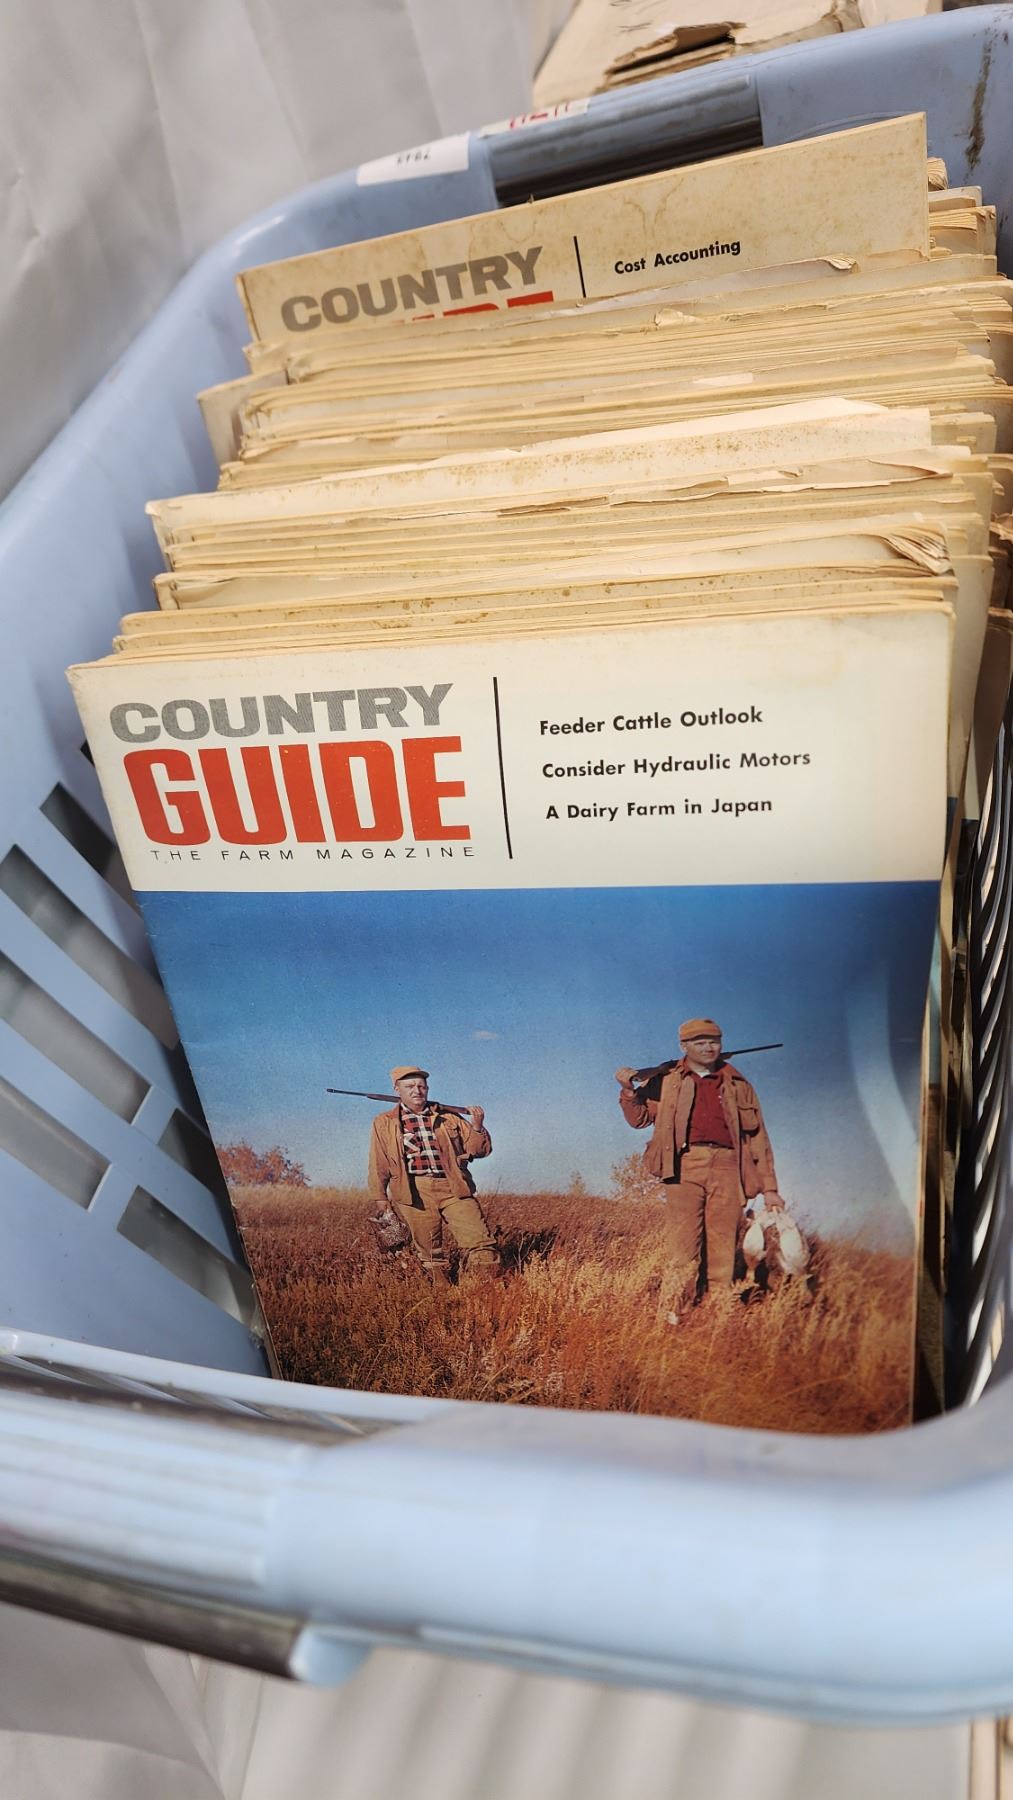 COUNTRY
Cost Accounting
COUNTRY
GUIDE
THE FARM MAGAZINE
Feeder Cattle Outlook
Consider Hydraulic Motors
A Dairy Farm in Japan